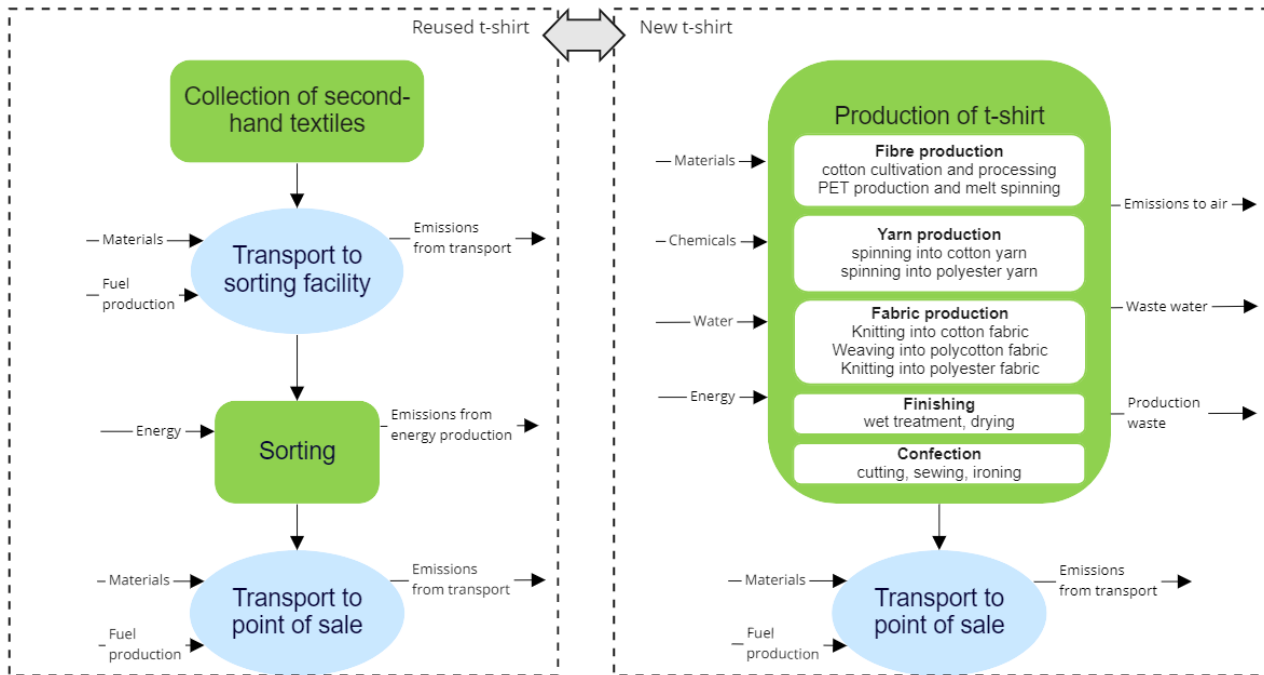 Reused t-shirt
New t-shirt
Collection of second-
hand textiles
Materials
Fuel
production
Transport to
sorting facility
Emissions
from transport
Energy
Sorting
Emissions from
energy production
Materials
Fuel
production
Transport to
point of sale
Emissions
from transport
Production of t-shirt
Materials
Chemicals
Water
Energy
Fibre production
cotton cultivation and processing
PET production and melt spinning
Yarn production
spinning into cotton yarn
spinning into polyester yarn
Fabric production
Knitting into cotton fabric
Weaving into polycotton fabric
Knitting into polyester fabric
Finishing
wet treatment, drying
Confection
cutting, sewing, ironing
Emissions to air
Waste water
Production
waste
Materials
Fuel
production
Transport to
point of sale
Emissions
from transport